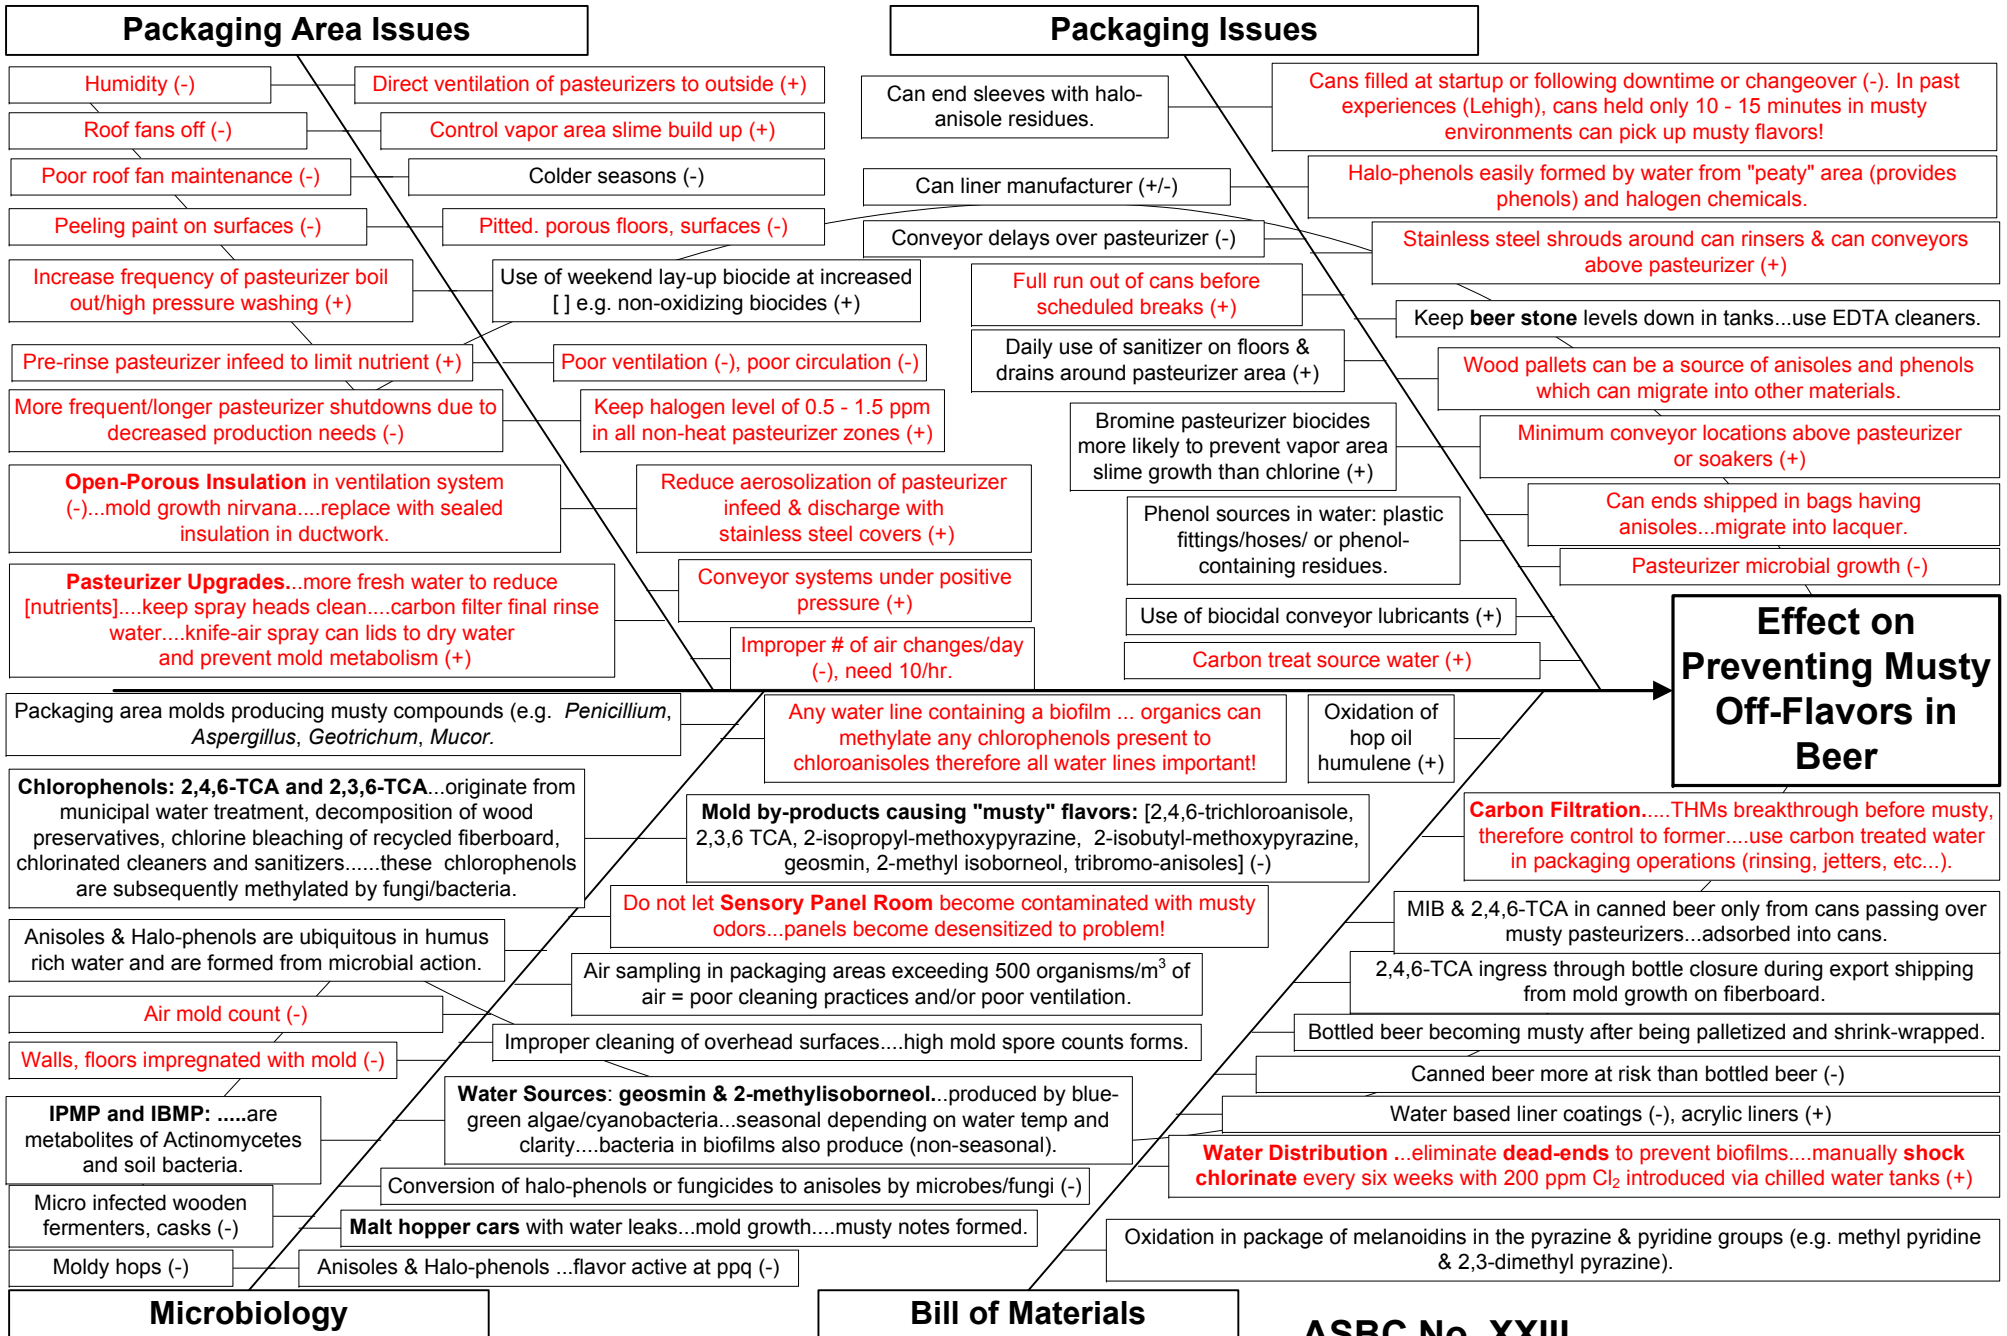 Packaging Area Issues
Packaging Issues
Humidity (-)
Direct ventilation of pasteurizers to outside (+)
Roof fans off (-)
Control vapor area slime build up (+)
Poor roof fan maintenance (-)
Colder seasons (-)
Peeling paint on surfaces (-)
Pitted. porous floors, surfaces (-)
Increase frequency of pasteurizer boil
out/high pressure washing (+)
Use of weekend lay-up biocide at increased
[ ] e.g. non-oxidizing biocides (+)
Pre-rinse pasteurizer infeed to limit nutrient (+)
Poor ventilation (-), poor circulation (-)
More frequent/longer pasteurizer shutdowns due to
decreased production needs (-)
Keep halogen level of 0.5 - 1.5 ppm
in all non-heat pasteurizer zones (+)
Open-Porous Insulation in ventilation system
(-)...mold growth nirvana....replace with sealed
insulation in ductwork.
Reduce aerosolization of pasteurizer
infeed & discharge with
stainless steel covers (+)
Pasteurizer Upgrades...more fresh water to reduce
[nutrients]....keep spray heads clean....carbon filter final rinse
water....knife-air spray can lids to dry water
and prevent mold metabolism (+)
Conveyor systems under positive
pressure (+)
Improper # of air changes/day
(-), need 10/hr.
Can end sleeves with halo-
anisole residues.
Cans filled at startup or following downtime or changeover (-). In past
experiences (Lehigh), cans held only 10 - 15 minutes in musty
environments can pick up musty flavors!
Can liner manufacturer (+/-)
Halo-phenols easily formed by water from "peaty" area (provides
phenols) and halogen chemicals.
Conveyor delays over pasteurizer (-)
Stainless steel shrouds around can rinsers & can conveyors
above pasteurizer (+)
Full run out of cans before
scheduled breaks (+)
Keep beer stone levels down in tanks...use EDTA cleaners.
Daily use of sanitizer on floors &
drains around pasteurizer area (+)
Wood pallets can be a source of anisoles and phenols
which can migrate into other materials.
Bromine pasteurizer biocides
more likely to prevent vapor area
slime growth than chlorine (+)
Minimum conveyor locations above pasteurizer
or soakers (+)
Phenol sources in water: plastic
fittings/hoses/ or phenol-
containing residues.
Can ends shipped in bags having
anisoles...migrate into lacquer.
Pasteurizer microbial growth (-)
Use of biocidal conveyor lubricants (+)
Carbon treat source water (+)
Effect on
Preventing Musty
Off-Flavors in
Beer
Packaging area molds producing musty compounds (e.g. Penicillium,
Aspergillus, Geotrichum, Mucor.
Any water line containing a biofilm ... organics can
methylate any chlorophenols present to
chloroanisoles therefore all water lines important!
Chlorophenols: 2,4,6-TCA and 2,3,6-TCA...originate from
municipal water treatment, decomposition of wood
preservatives, chlorine bleaching of recycled fiberboard,
chlorinated cleaners and sanitizers......these chlorophenols
are subsequently methylated by fungi/bacteria.
Mold by-products causing "musty" flavors: [2,4,6-trichloroanisole,
2,3,6 TCA, 2-isopropyl-methoxypyrazine, 2-isobutyl-methoxypyrazine,
geosmin, 2-methyl isoborneol, tribromo-anisoles] (-)
Do not let Sensory Panel Room become contaminated with musty
odors...panels become desensitized to problem!
Anisoles & Halo-phenols are ubiquitous in humus
rich water and are formed from microbial action.
Air sampling in packaging areas exceeding 500 organisms/m3 of
air = poor cleaning practices and/or poor ventilation.
Air mold count (-)
Improper cleaning of overhead surfaces....high mold spore counts forms.
Walls, floors impregnated with mold (-)
Water Sources: geosmin & 2-methylisoborneol...produced by blue-
green algae/cyanobacteria...seasonal depending on water temp and
clarity....bacteria in biofilms also produce (non-seasonal).
IPMP and IBMP: .....are
metabolites of Actinomycetes
and soil bacteria.
Conversion of halo-phenols or fungicides to anisoles by microbes/fungi (-)
Micro infected wooden
fermenters, casks (-)
Malt hopper cars with water leaks...mold growth....musty notes formed.
Moldy hops (-)
Anisoles & Halo-phenols ...flavor active at ppq (-)
Oxidation of
hop oil
humulene (+)
Carbon Filtration.....THMs breakthrough before musty,
therefore control to former....use carbon treated water
in packaging operations (rinsing, jetters, etc...).
MIB & 2,4,6-TCA in canned beer only from cans passing over
musty pasteurizers...adsorbed into cans.
2,4,6-TCA ingress through bottle closure during export shipping
from mold growth on fiberboard.
Bottled beer becoming musty after being palletized and shrink-wrapped.
Canned beer more at risk than bottled beer (-)
Water based liner coatings (-), acrylic liners (+)
Water Distribution ....eliminate dead-ends to prevent biofilms....manually shock
chlorinate every six weeks with 200 ppm Cl2 introduced via chilled water tanks (+)
Oxidation in package of melanoidins in the pyrazine & pyridine groups (e.g. methyl pyridine
& 2,3-dimethyl pyrazine).
Microbiology
Bill of Materials
ASBC No. XXIII